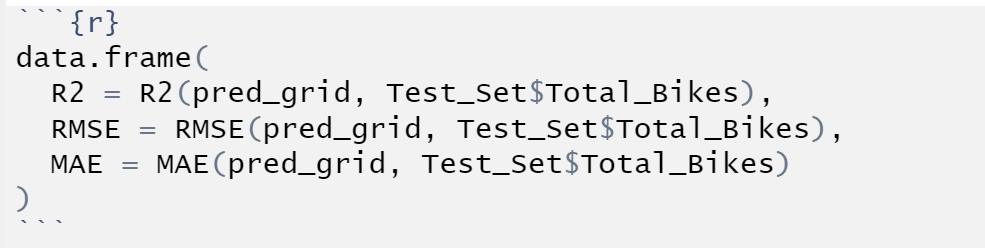 ```{r}
data.frame(
  R2 = R2(pred_grid, Test_Set$Total_Bikes),
  RMSE = RMSE(pred_grid, Test_Set$Total_Bikes),
  MAE = MAE(pred_grid, Test_Set$Total_Bikes)
)
```